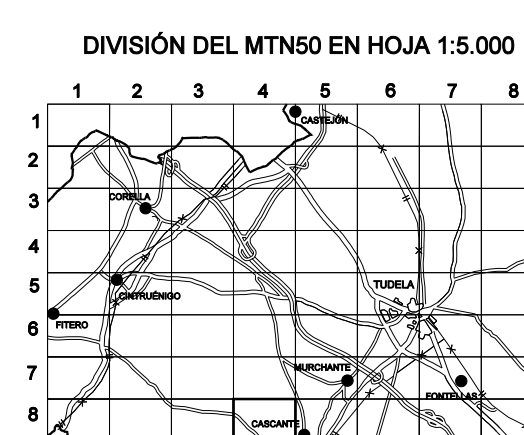 DIVISIÓN DEL MTN50 EN HOJA 1:5.000
1 2 3 4 5 6 7 8
1
CASTEJÓN
2
3
CORELLA
4
5
TUDELA
CINTRUÉNIGO
6
FITERO
7
MURCHANTE
FONTELLAS
8
CASCANTE